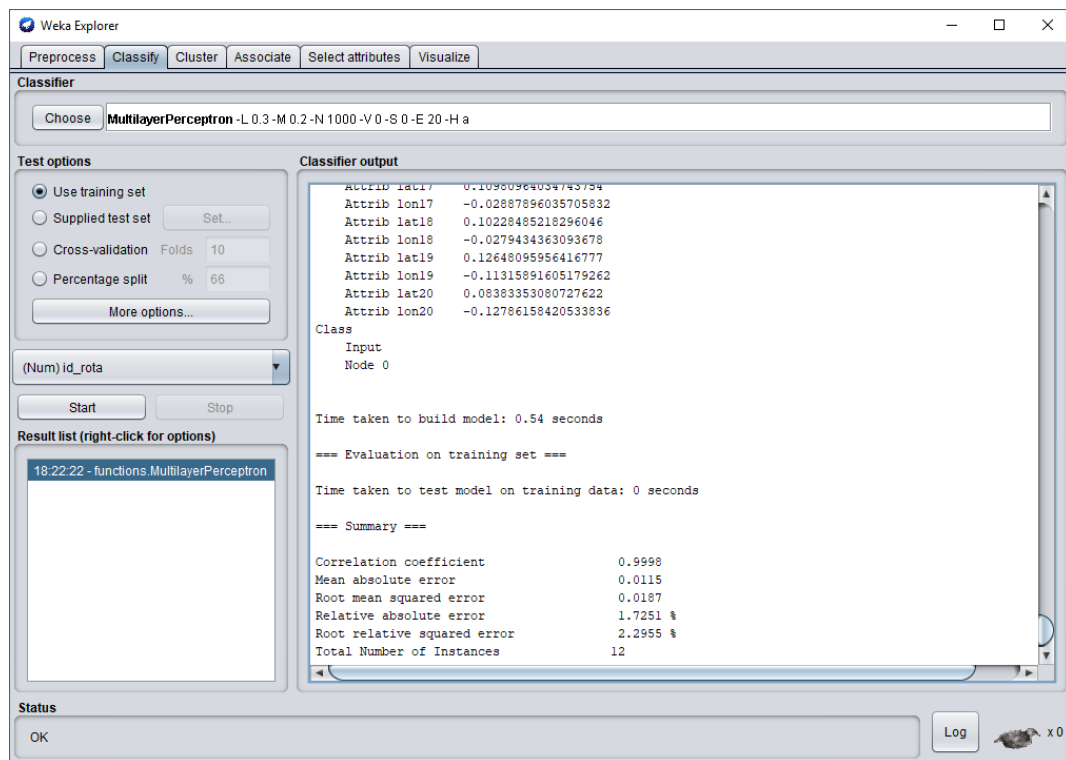 Weka Explorer
Preprocess Classify Cluster Associate Select attributes Visualize
Classifier
Choose MultilayerPerceptron -L 0.3 -M 0.2 -N 1000 -V 0 -S 0 -E 20 -H a
Test options
Use training set
Supplied test set Set...
Cross-validation Folds 10
Percentage split % 66
More options...
(Num) id_rota
Start Stop
Result list (right-click for options)
18:22:22 - functions.MultilayerPerceptron
Classifier output
Attrib lat17 0.10980964034743754
Attrib lon17 -0.02887896035705832
Attrib lat18 0.10228485218296046
Attrib lon18 -0.0279434363093678
Attrib lat19 0.12648095956416777
Attrib lon19 -0.11315891605179262
Attrib lat20 0.08383353080727622
Attrib lon20 -0.12786158420533836
Class
Input
Node 0
Time taken to build model: 0.54 seconds
=== Evaluation on training set ===
Time taken to test model on training data: 0 seconds
=== Summary ===
Correlation coefficient 0.9998
Mean absolute error 0.0115
Root mean squared error 0.0187
Relative absolute error 1.7251 %
Root relative squared error 2.2955 %
Total Number of Instances 12
Status
OK
Log x 0